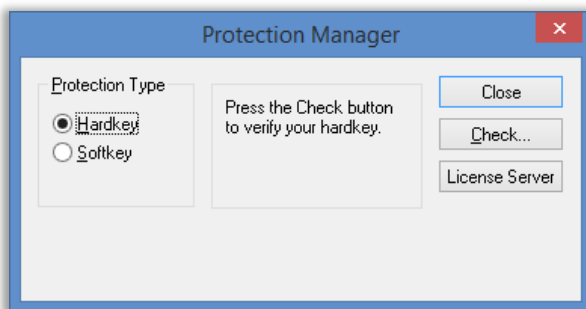 Protection Manager
Protection Type
Hardkey
Softkey
Press the Check button
to verify your hardkey.
Close
Check...
License Server